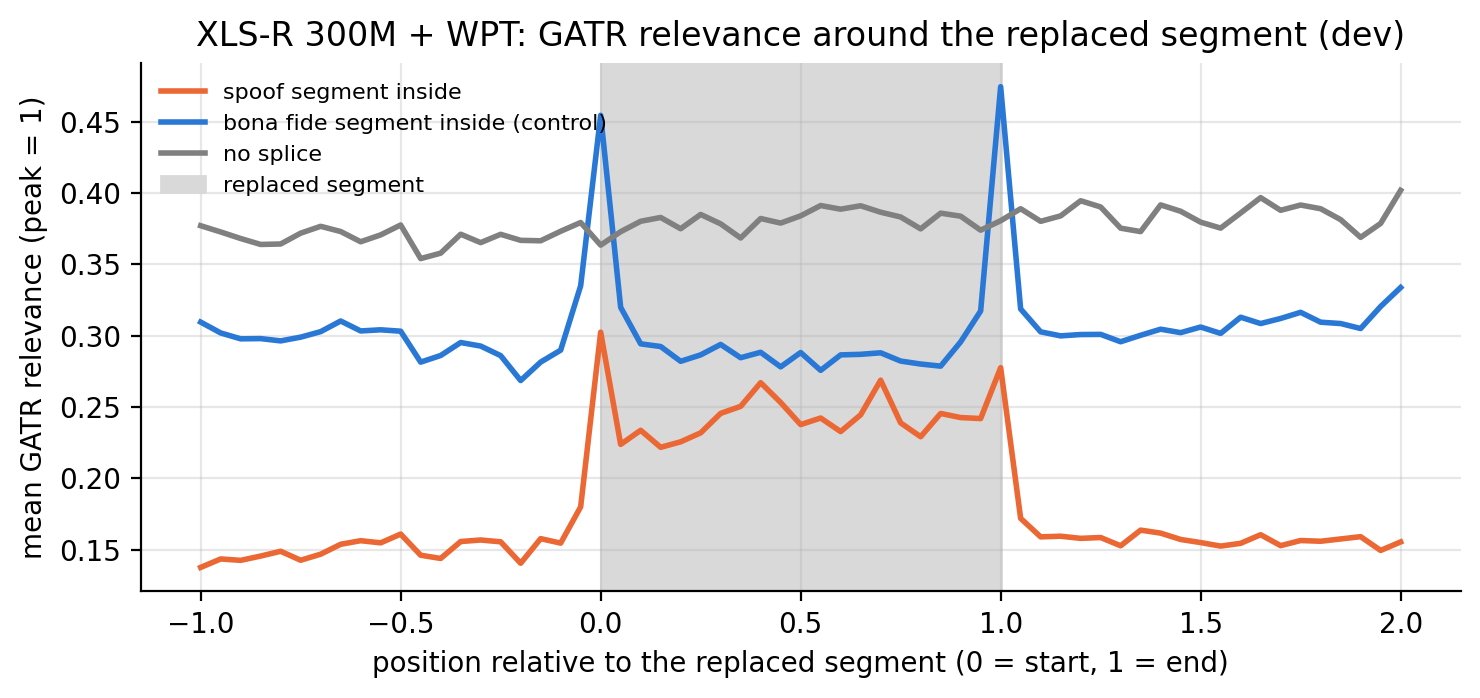 XLS-R 300M + WPT: GATR relevance around the replaced segment (dev)
mean GATR relevance (peak = 1)
spoof segment inside
bona fide segment inside (control)
no splice
replaced segment
0.45
0.40
0.35
0.30
0.25
0.20
0.15
−1.0 −0.5 0.0 0.5 1.0 1.5 2.0
position relative to the replaced segment (0 = start, 1 = end)